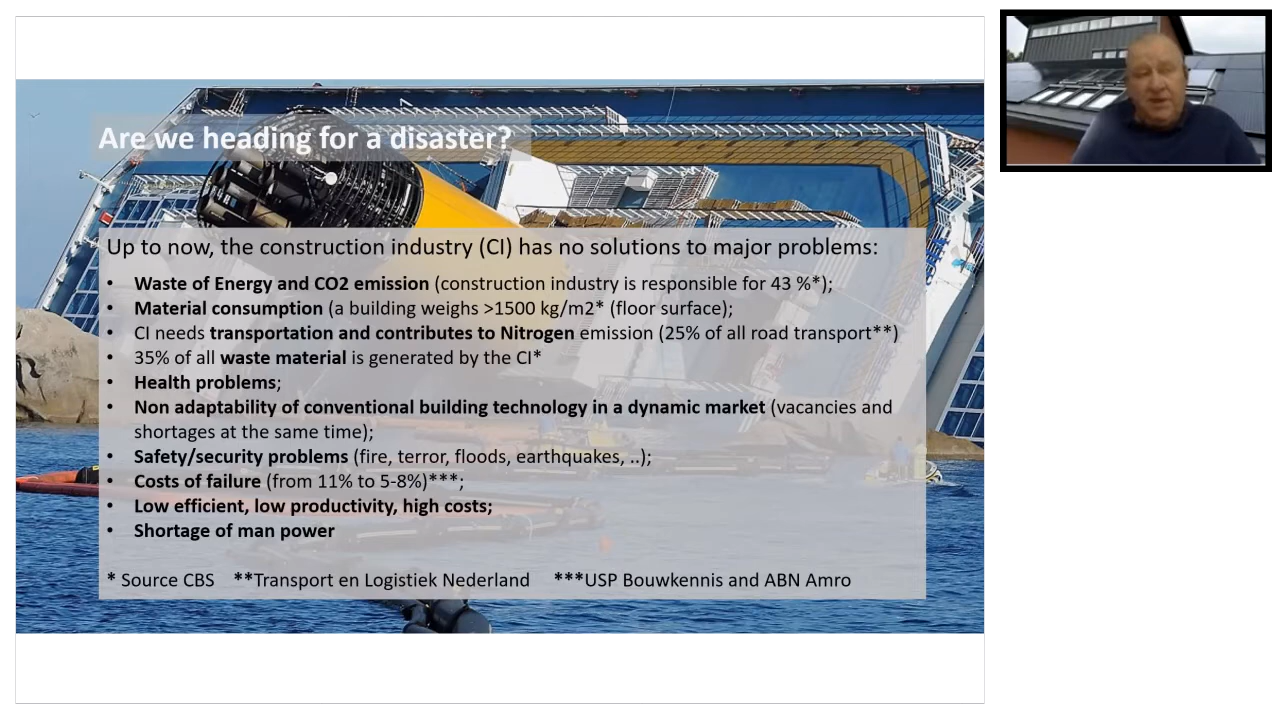 Are we heading for a disaster?
Up to now, the construction industry (CI) has no solutions to major problems:
• Waste of Energy and CO2 emission (construction industry is responsible for 43 %*);
• Material consumption (a building weighs >1500 kg/m2* (floor surface);
• CI needs transportation and contributes to Nitrogen emission (25% of all road transport**)
• 35% of all waste material is generated by the CI*
• Health problems;
• Non adaptability of conventional building technology in a dynamic market (vacancies and
shortages at the same time);
• Safety/security problems (fire, terror, floods, earthquakes, ..);
• Costs of failure (from 11% to 5-8%)***;
• Low efficient, low productivity, high costs;
• Shortage of man power
* Source CBS **Transport en Logistiek Nederland ***USP Bouwkennis and ABN Amro